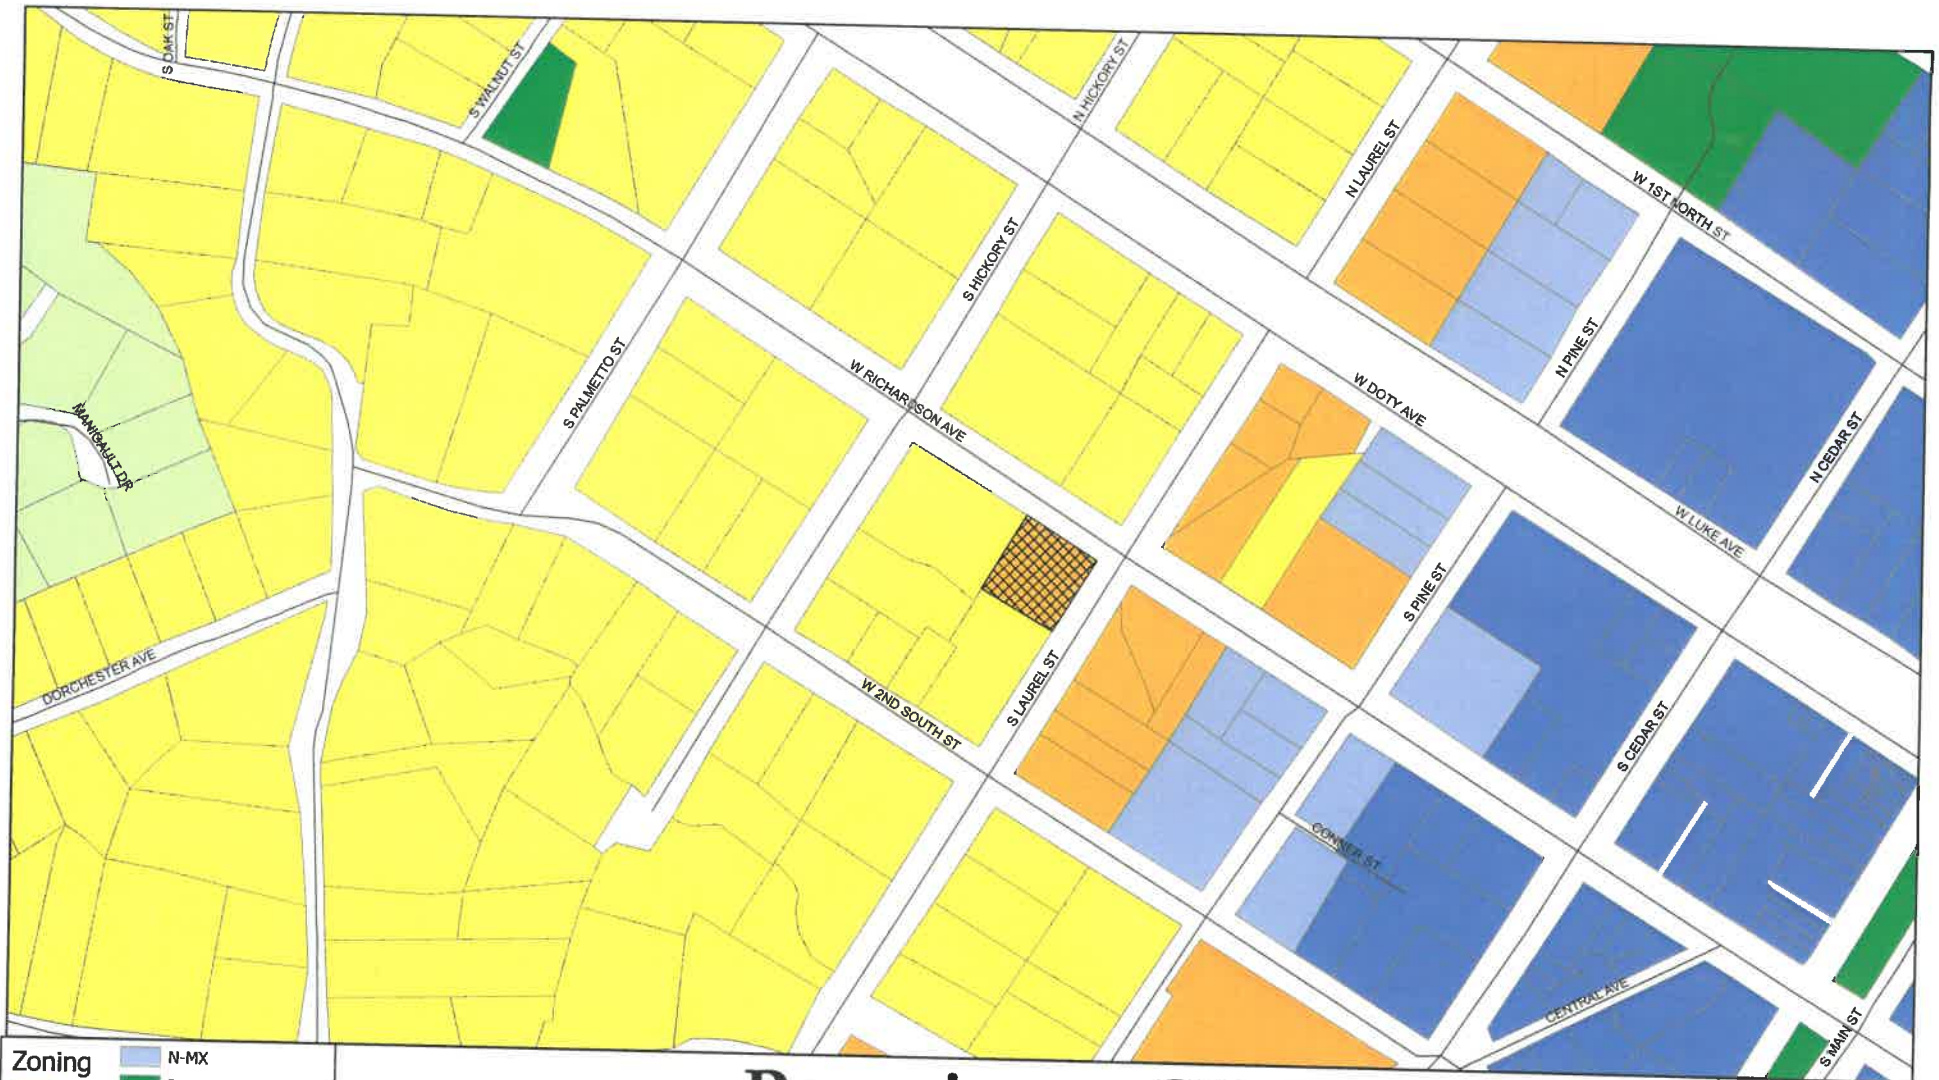 S OAK ST
S WALNUT ST
N HICKORY ST
N LAUREL ST
W 1ST NORTH ST
S HICKORY ST
N PINE ST
S PALMETTO ST
W RICHARDSON AVE
W DOTY AVE
N CEDAR ST
MANIGAULT DR
W LUKE AVE
S PINE ST
DORCHESTER AVE
S LAUREL ST
W 2ND SOUTH ST
S CEDAR ST
CONNER ST
CENTRAL AVE
S MAIN ST
Zoning
N-MX